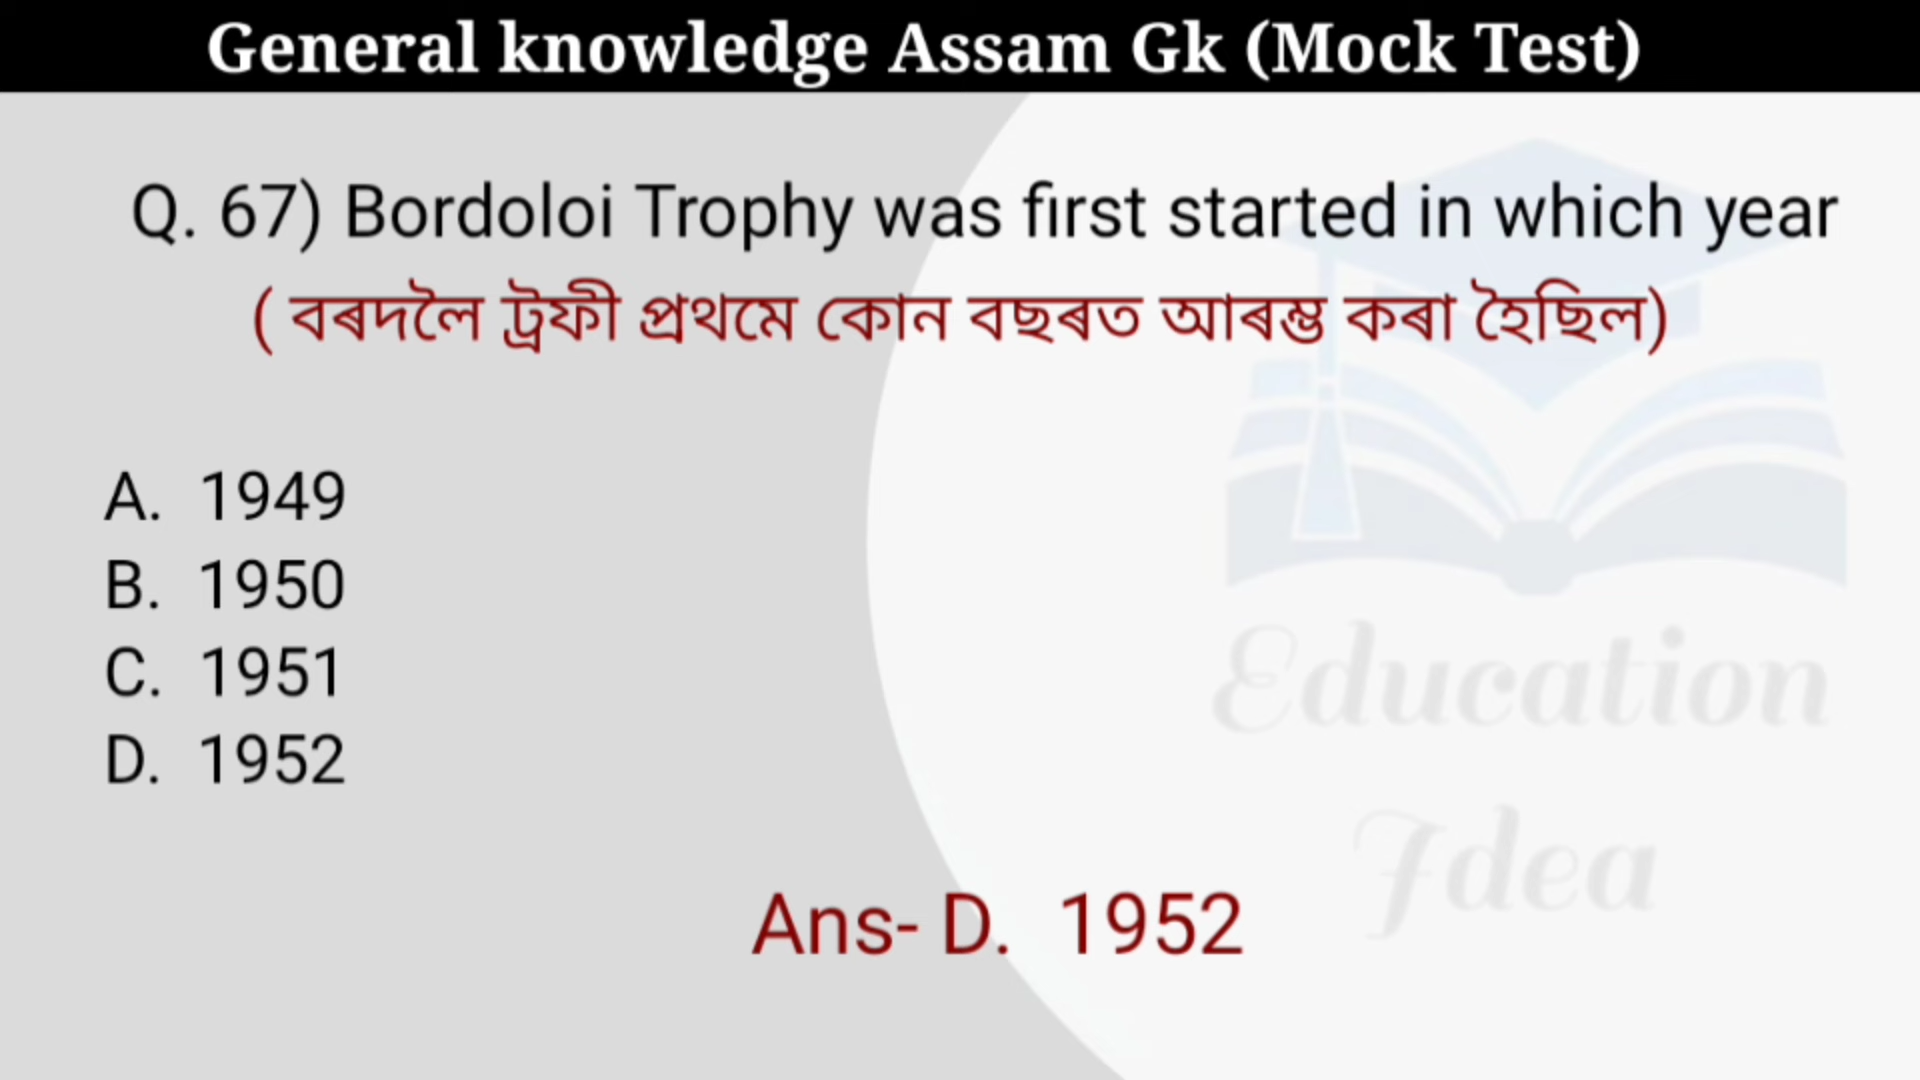 General knowledge Assam Gk (Mock Test)
Q. 67) Bordoloi Trophy was first started in which year
( বৰদলৈ ট্ৰফী প্ৰথমে কোন বছৰত আৰম্ভ কৰা হৈছিল)
A. 1949
B. 1950
C. 1951
D. 1952
Education
Idea
Ans- D. 1952